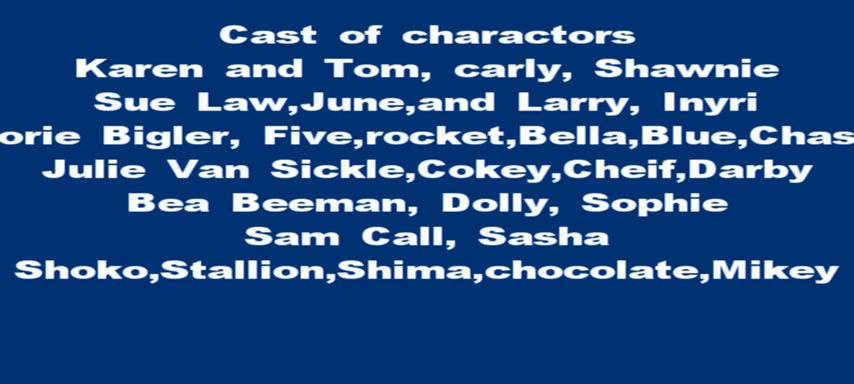 Cast of charactors
Karen and Tom, carly, Shawnie
Sue Law,June,and Larry, Inyri
orie Bigler, Five,rocket,Bella,Blue,Chas
Julie Van Sickle,Cokey,Cheif,Darby
Bea Beeman, Dolly, Sophie
Sam Call, Sasha
Shoko,Stallion,Shima,chocolate,Mikey